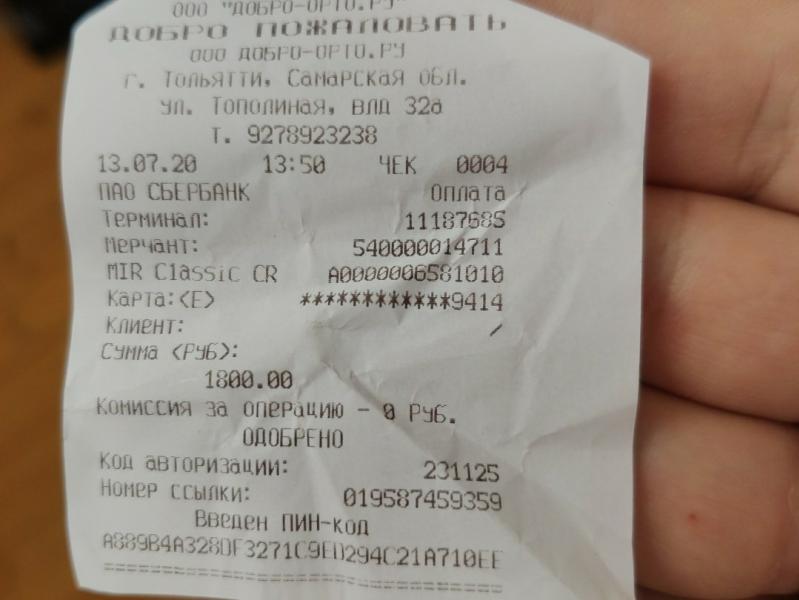 ООО "ДОБРО-ОРТО.РУ"
ДОБРО ПОЖАЛОВАТЬ
ООО ДОБРО-ОРТО.РУ
г. Тольятти, Самарская обл.
ул. Тополиная, влд 32а
т. 9278923238
13.07.20 13:50 ЧЕК 0004
ПАО СБЕРБАНК Оплата
Терминал: 11187685
Мерчант: 540000014711
MIR Classic CR A0000006581010
Карта:<E> ************9414
Клиент: /
Сумма <Руб>:
1800.00
Комиссия за операцию - 0 Руб.
ОДОБРЕНО
Код авторизации: 231125
Номер ссылки: 019587459359
Введен ПИН-код
A889B4A328DF3271C9ED294C21A710EE
================================